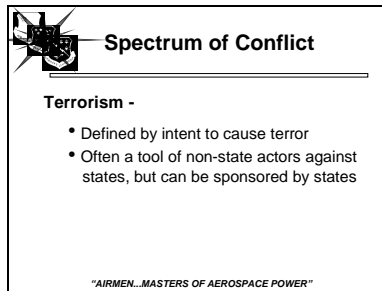 Spectrum of Conflict
Terrorism -
• Defined by intent to cause terror
• Often a tool of non-state actors against
states, but can be sponsored by states
“AIRMEN...MASTERS OF AEROSPACE POWER”